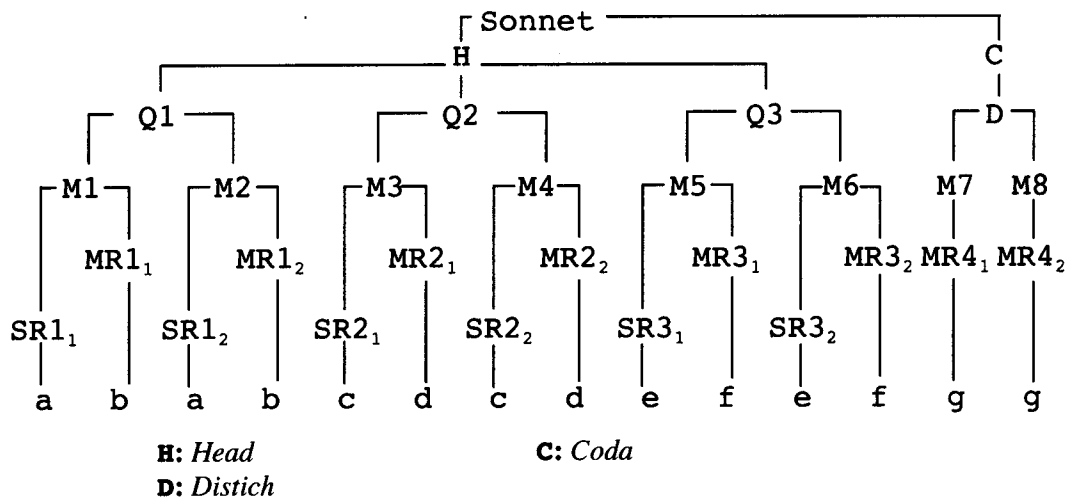 Sonnet
H C
Q1 Q2 Q3 D
M1 M2 M3 M4 M5 M6 M7 M8
MR1₁ MR1₂ MR2₁ MR2₂ MR3₁ MR3₂ MR4₁ MR4₂
SR1₁ SR1₂ SR2₁ SR2₂ SR3₁ SR3₂
a b a b c d c d e f e f g g
H: Head C: Coda
D: Distich